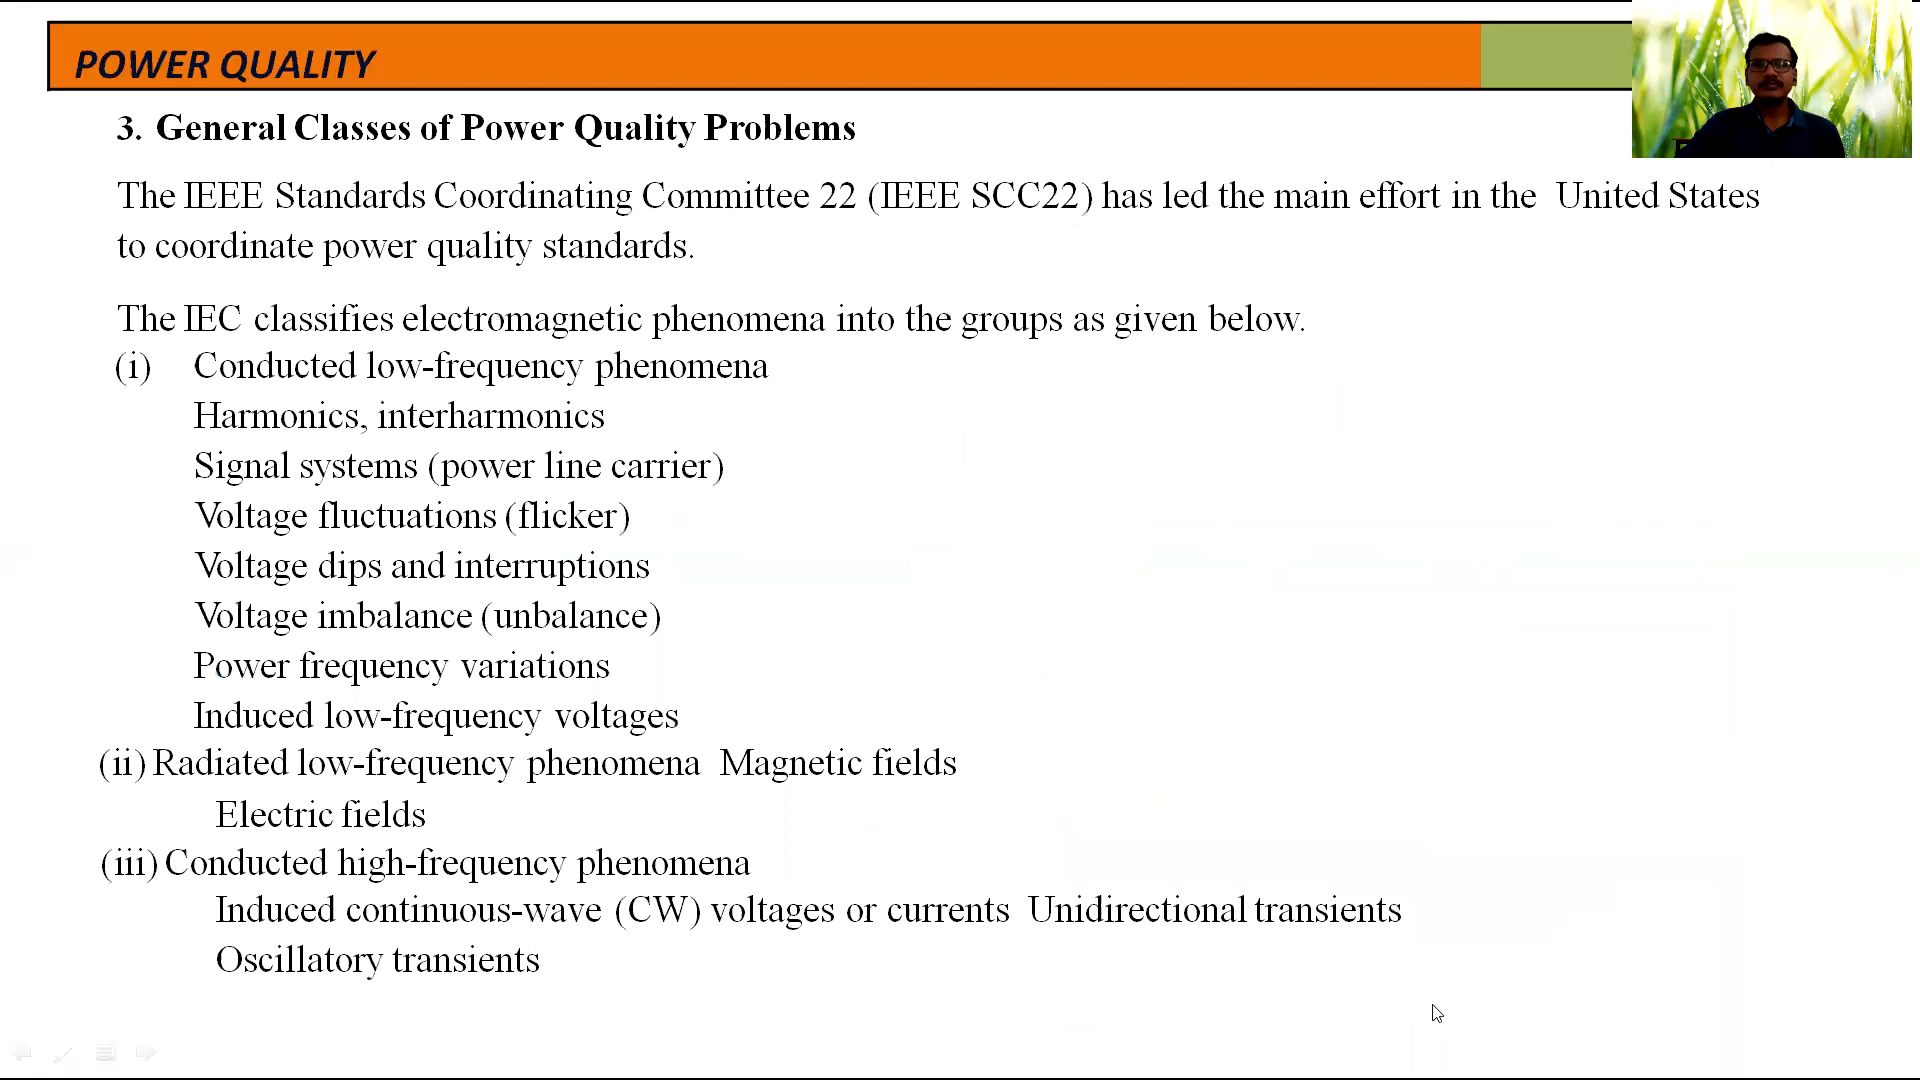 POWER QUALITY
3. General Classes of Power Quality Problems
The IEEE Standards Coordinating Committee 22 (IEEE SCC22) has led the main effort in the United States
to coordinate power quality standards.
The IEC classifies electromagnetic phenomena into the groups as given below.
(i) Conducted low-frequency phenomena
Harmonics, interharmonics
Signal systems (power line carrier)
Voltage fluctuations (flicker)
Voltage dips and interruptions
Voltage imbalance (unbalance)
Power frequency variations
Induced low-frequency voltages
(ii) Radiated low-frequency phenomena Magnetic fields
Electric fields
(iii) Conducted high-frequency phenomena
Induced continuous-wave (CW) voltages or currents Unidirectional transients
Oscillatory transients